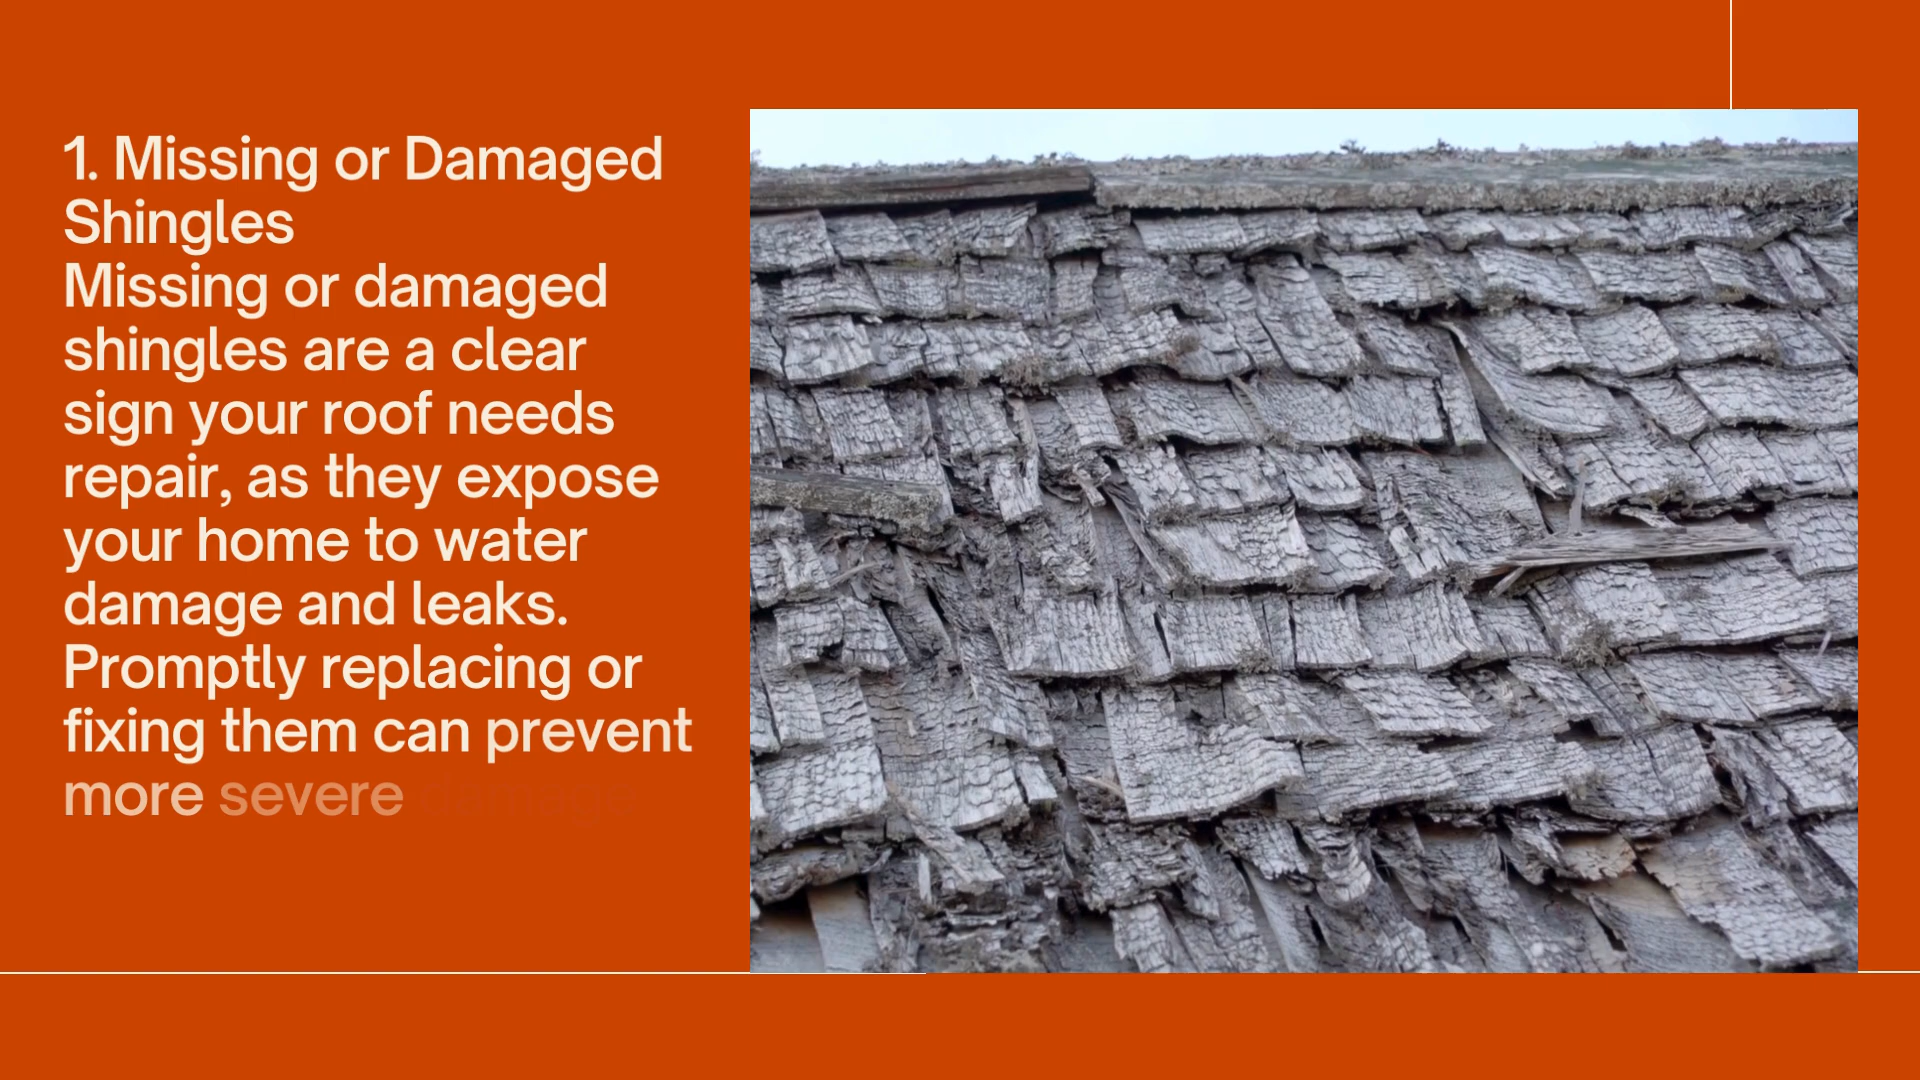 1. Missing or Damaged
Shingles
Missing or damaged
shingles are a clear
sign your roof needs
repair, as they expose
your home to water
damage and leaks.
Promptly replacing or
fixing them can prevent
more severe damage